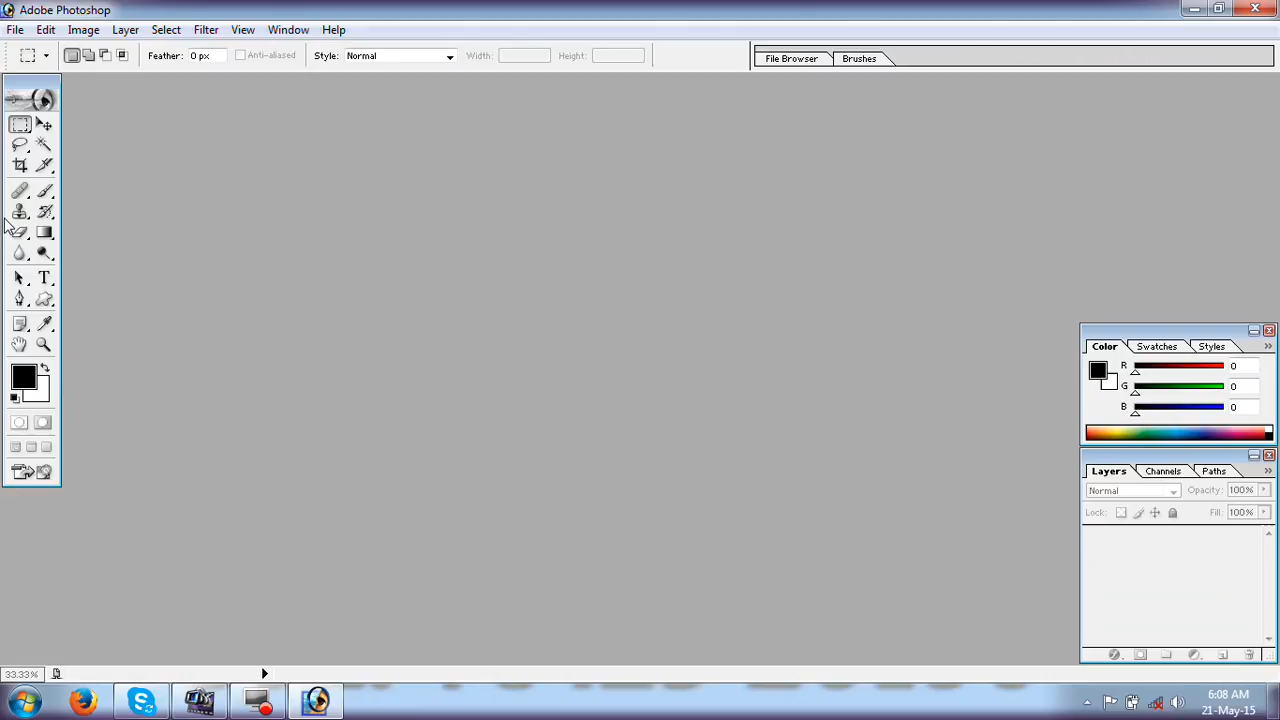 Adobe Photoshop
File Edit Image Layer Select Filter View Window Help
Feather: 0 px Anti-aliased Style: Normal Width: Height: File Browser Brushes
T
Color Swatches Styles
R 0
G 0
B 0
Layers Channels Paths
Normal Opacity: 100%
Lock: Fill: 100%
33.33%
6:08 AM
21-May-15